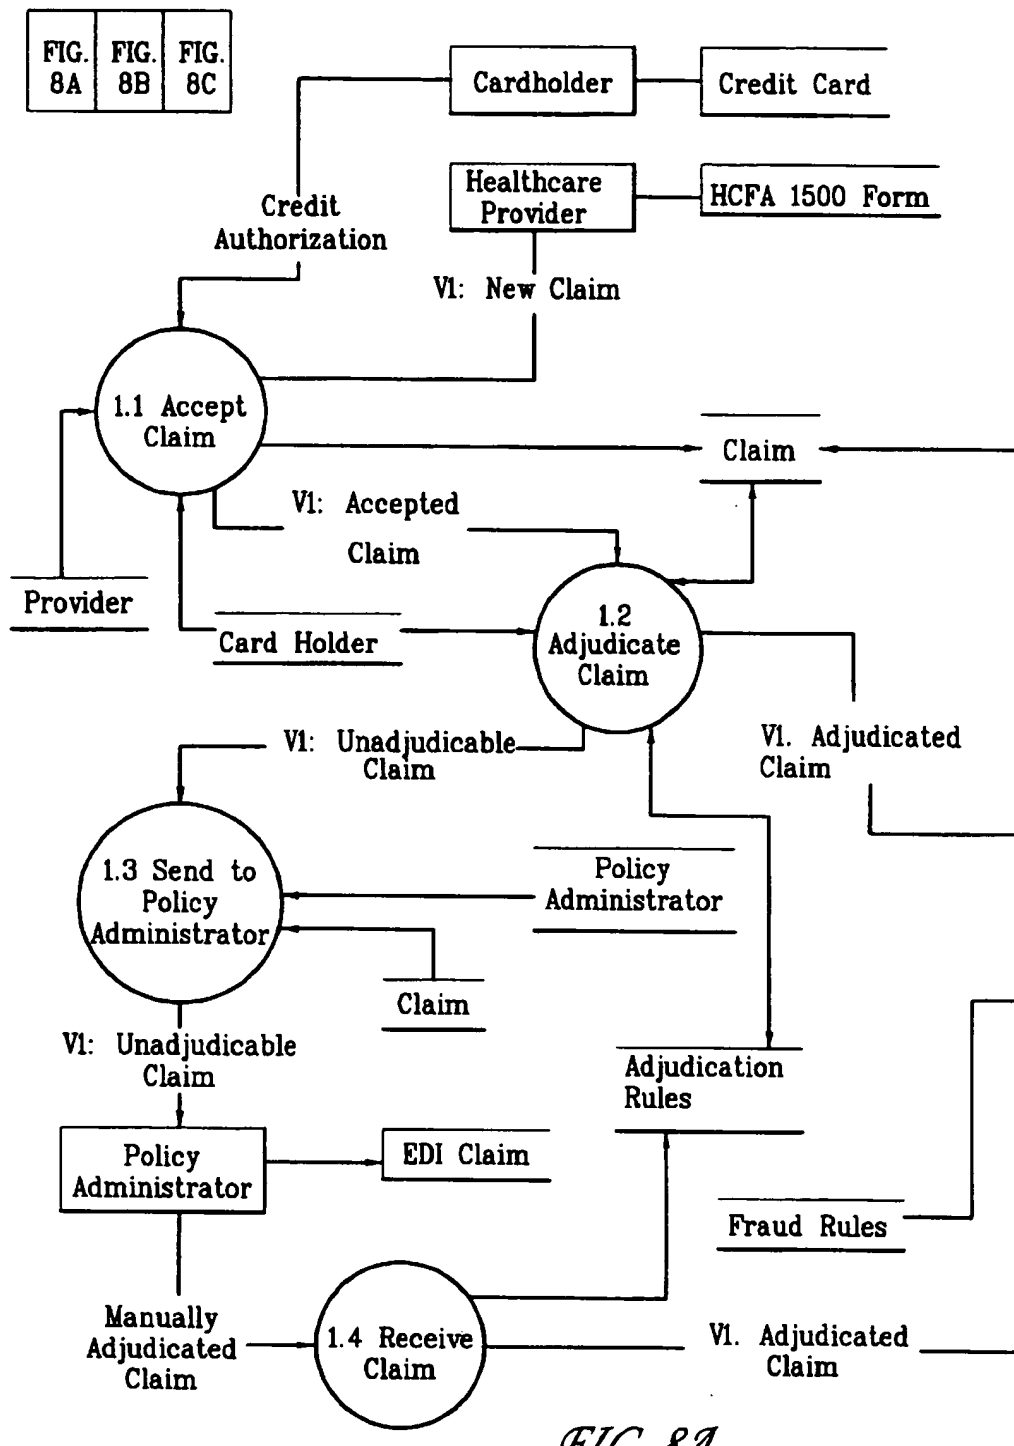 FIG. 8A
FIG. 8B
FIG. 8C
Cardholder
Credit Card
Healthcare
Provider
HCFA 1500 Form
Credit
Authorization
V1: New Claim
1.1 Accept
Claim
Claim
V1: Accepted
Claim
Provider
Card Holder
1.2
Adjudicate
Claim
V1: Unadjudicable
Claim
V1. Adjudicated
Claim
1.3 Send to
Policy
Administrator
Policy
Administrator
Claim
V1: Unadjudicable
Claim
Adjudication
Rules
Policy
Administrator
EDI Claim
Fraud Rules
Manually
Adjudicated
Claim
1.4 Receive
Claim
V1. Adjudicated
Claim
FIG. 8A